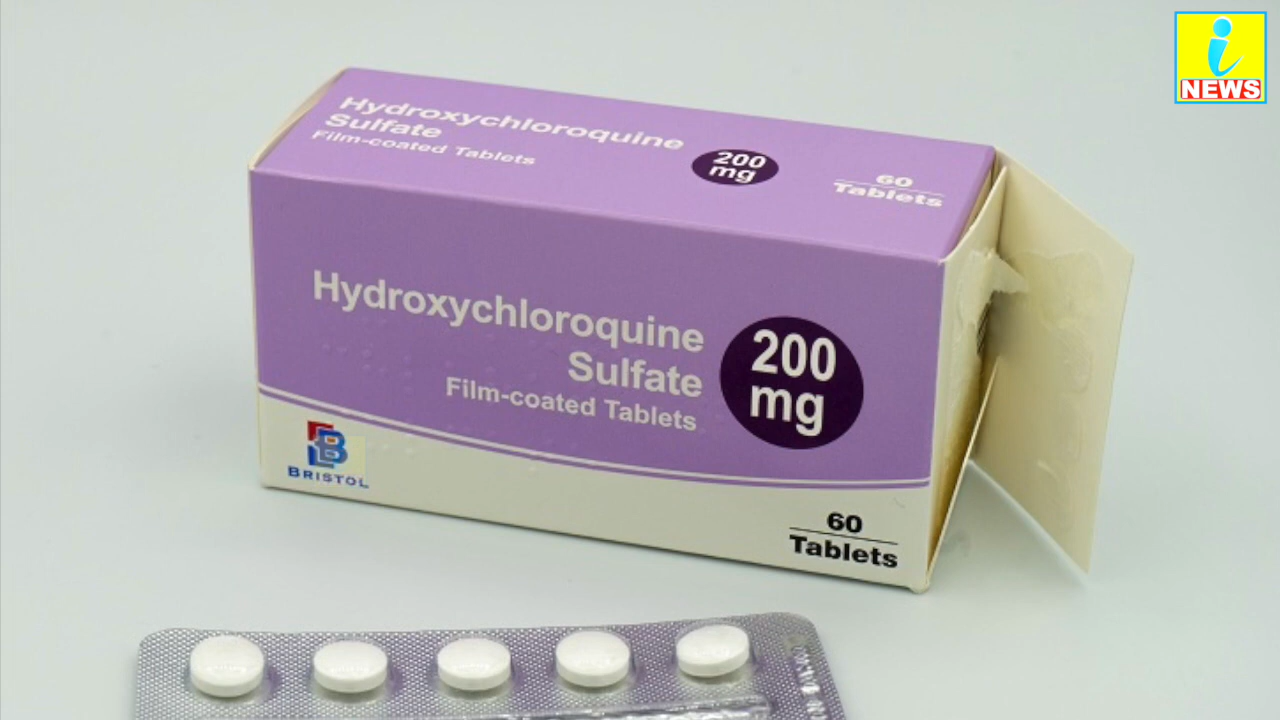 i
NEWS
Hydroxychloroquine
Sulfate
Film-coated Tablets
200
mg
60
Tablets
Hydroxychloroquine
Sulfate
Film-coated Tablets
200
mg
BRISTOL
60
Tablets